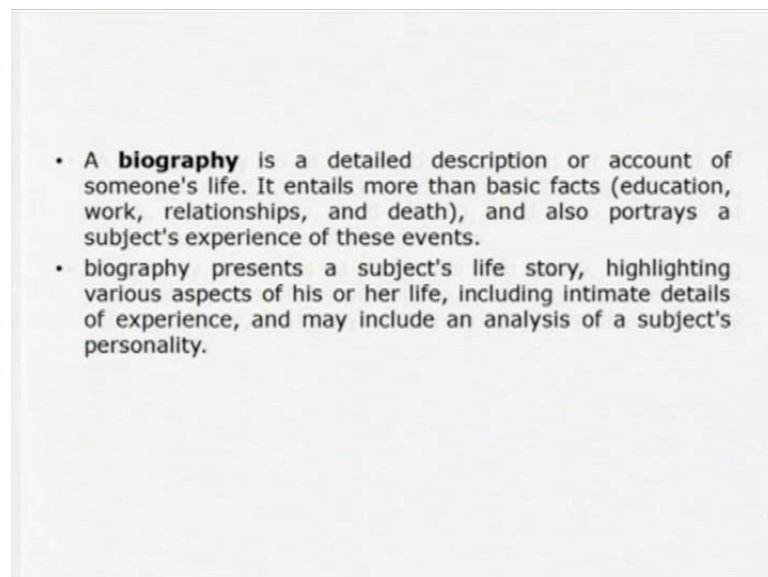 • A biography is a detailed description or account of
someone's life. It entails more than basic facts (education,
work, relationships, and death), and also portrays a
subject's experience of these events.
• biography presents a subject's life story, highlighting
various aspects of his or her life, including intimate details
of experience, and may include an analysis of a subject's
personality.